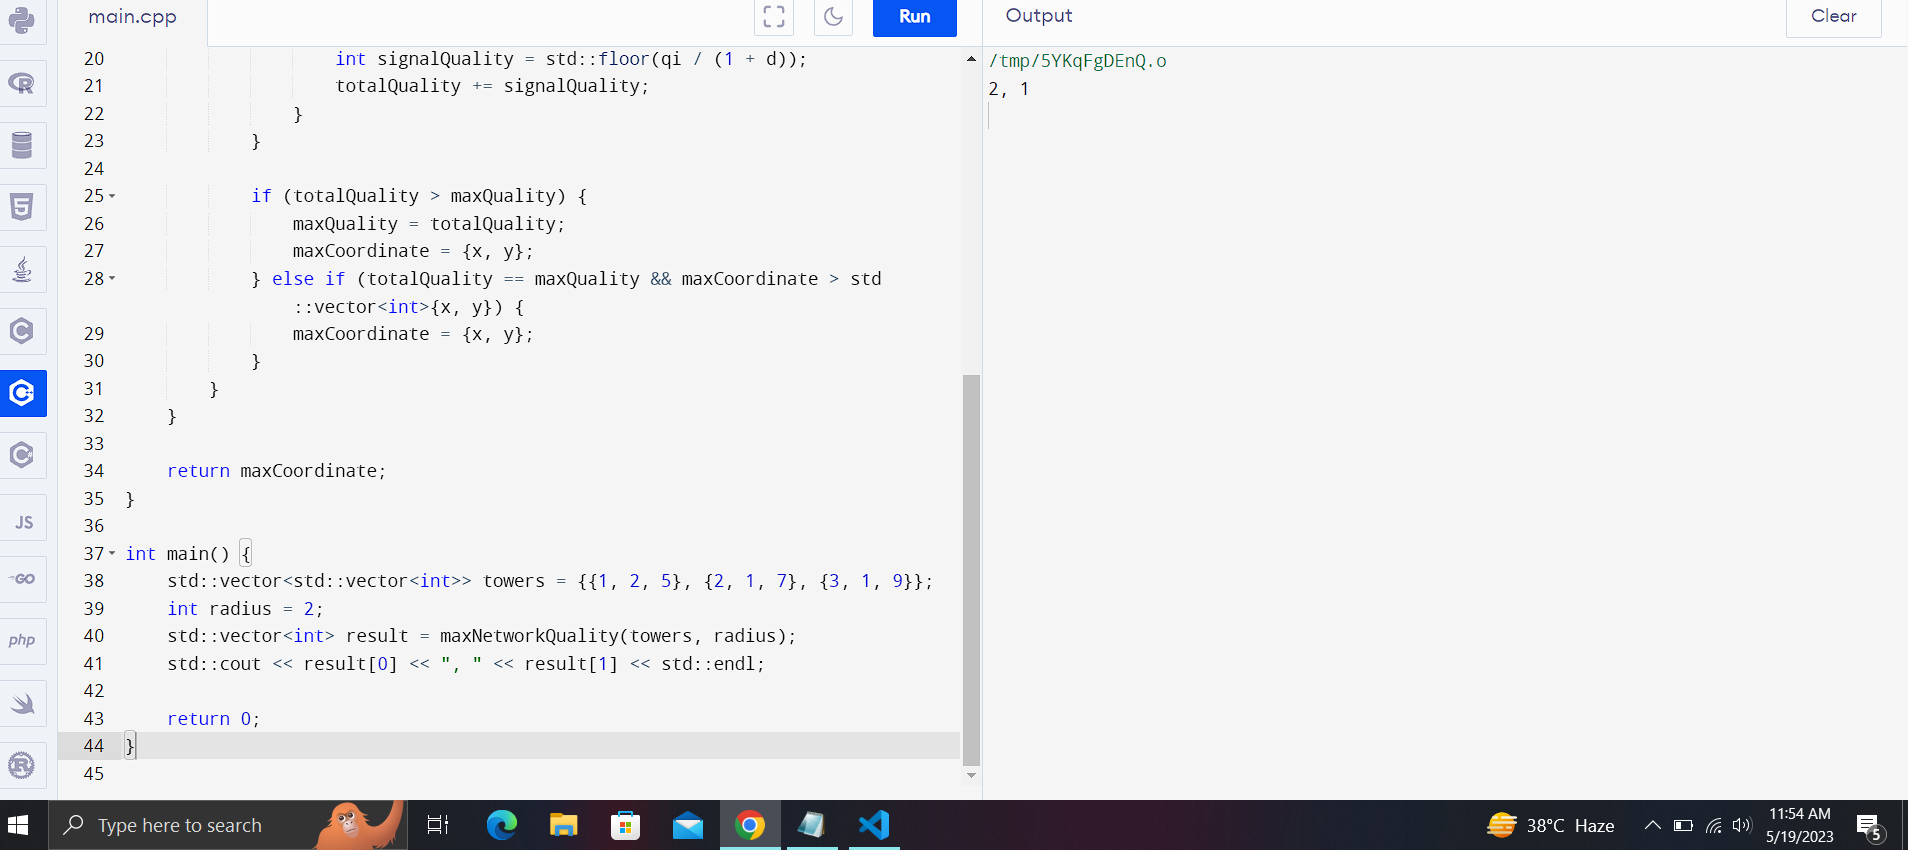 main.cpp
Run
Output
Clear
20 int signalQuality = std::floor(qi / (1 + d));
21 totalQuality += signalQuality;
22 }
23 }
24
25 if (totalQuality > maxQuality) {
26 maxQuality = totalQuality;
27 maxCoordinate = {x, y};
28 } else if (totalQuality == maxQuality && maxCoordinate > std
::vector<int>{x, y}) {
29 maxCoordinate = {x, y};
30 }
31 }
32 }
33
34 return maxCoordinate;
35 }
36
37 int main() {
38 std::vector<std::vector<int>> towers = {{1, 2, 5}, {2, 1, 7}, {3, 1, 9}};
39 int radius = 2;
40 std::vector<int> result = maxNetworkQuality(towers, radius);
41 std::cout << result[0] << ", " << result[1] << std::endl;
42
43 return 0;
44 }
45
/tmp/5YKqFgDEnQ.o
2, 1
R
5
C
C++
C#
JS
GO
php
R
Type here to search
38°C Haze
11:54 AM
5/19/2023
5